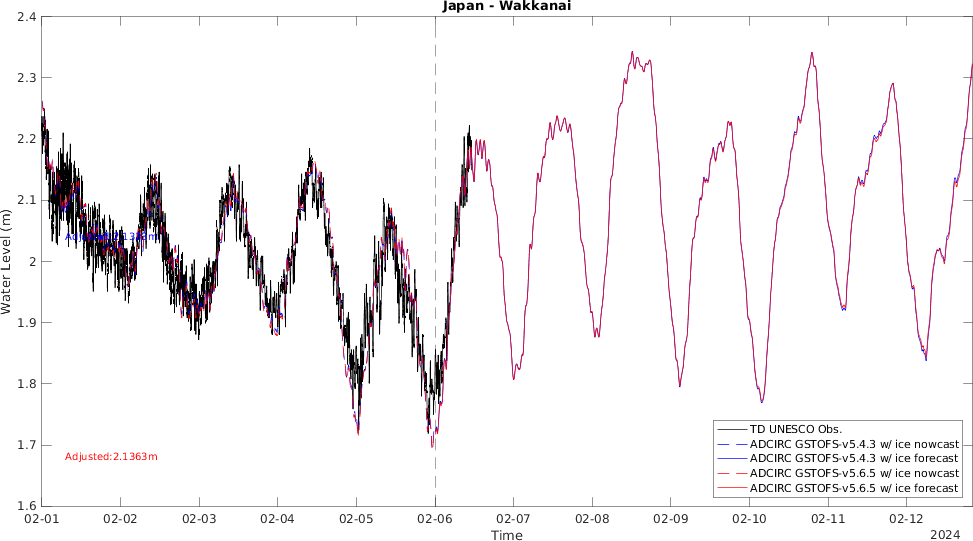 Japan - Wakkanai
2.4
2.3
2.2
2.1
2
1.9
1.8
1.7
1.6
Water Level (m)
Adjusted:2.1363m
TD UNESCO Obs.
ADCIRC GSTOFS-v5.4.3 w/ ice nowcast
ADCIRC GSTOFS-v5.4.3 w/ ice forecast
ADCIRC GSTOFS-v5.6.5 w/ ice nowcast
ADCIRC GSTOFS-v5.6.5 w/ ice forecast
02-01
02-02
02-03
02-04
02-05
02-06
02-07
02-08
02-09
02-10
02-11
02-12
Time
2024